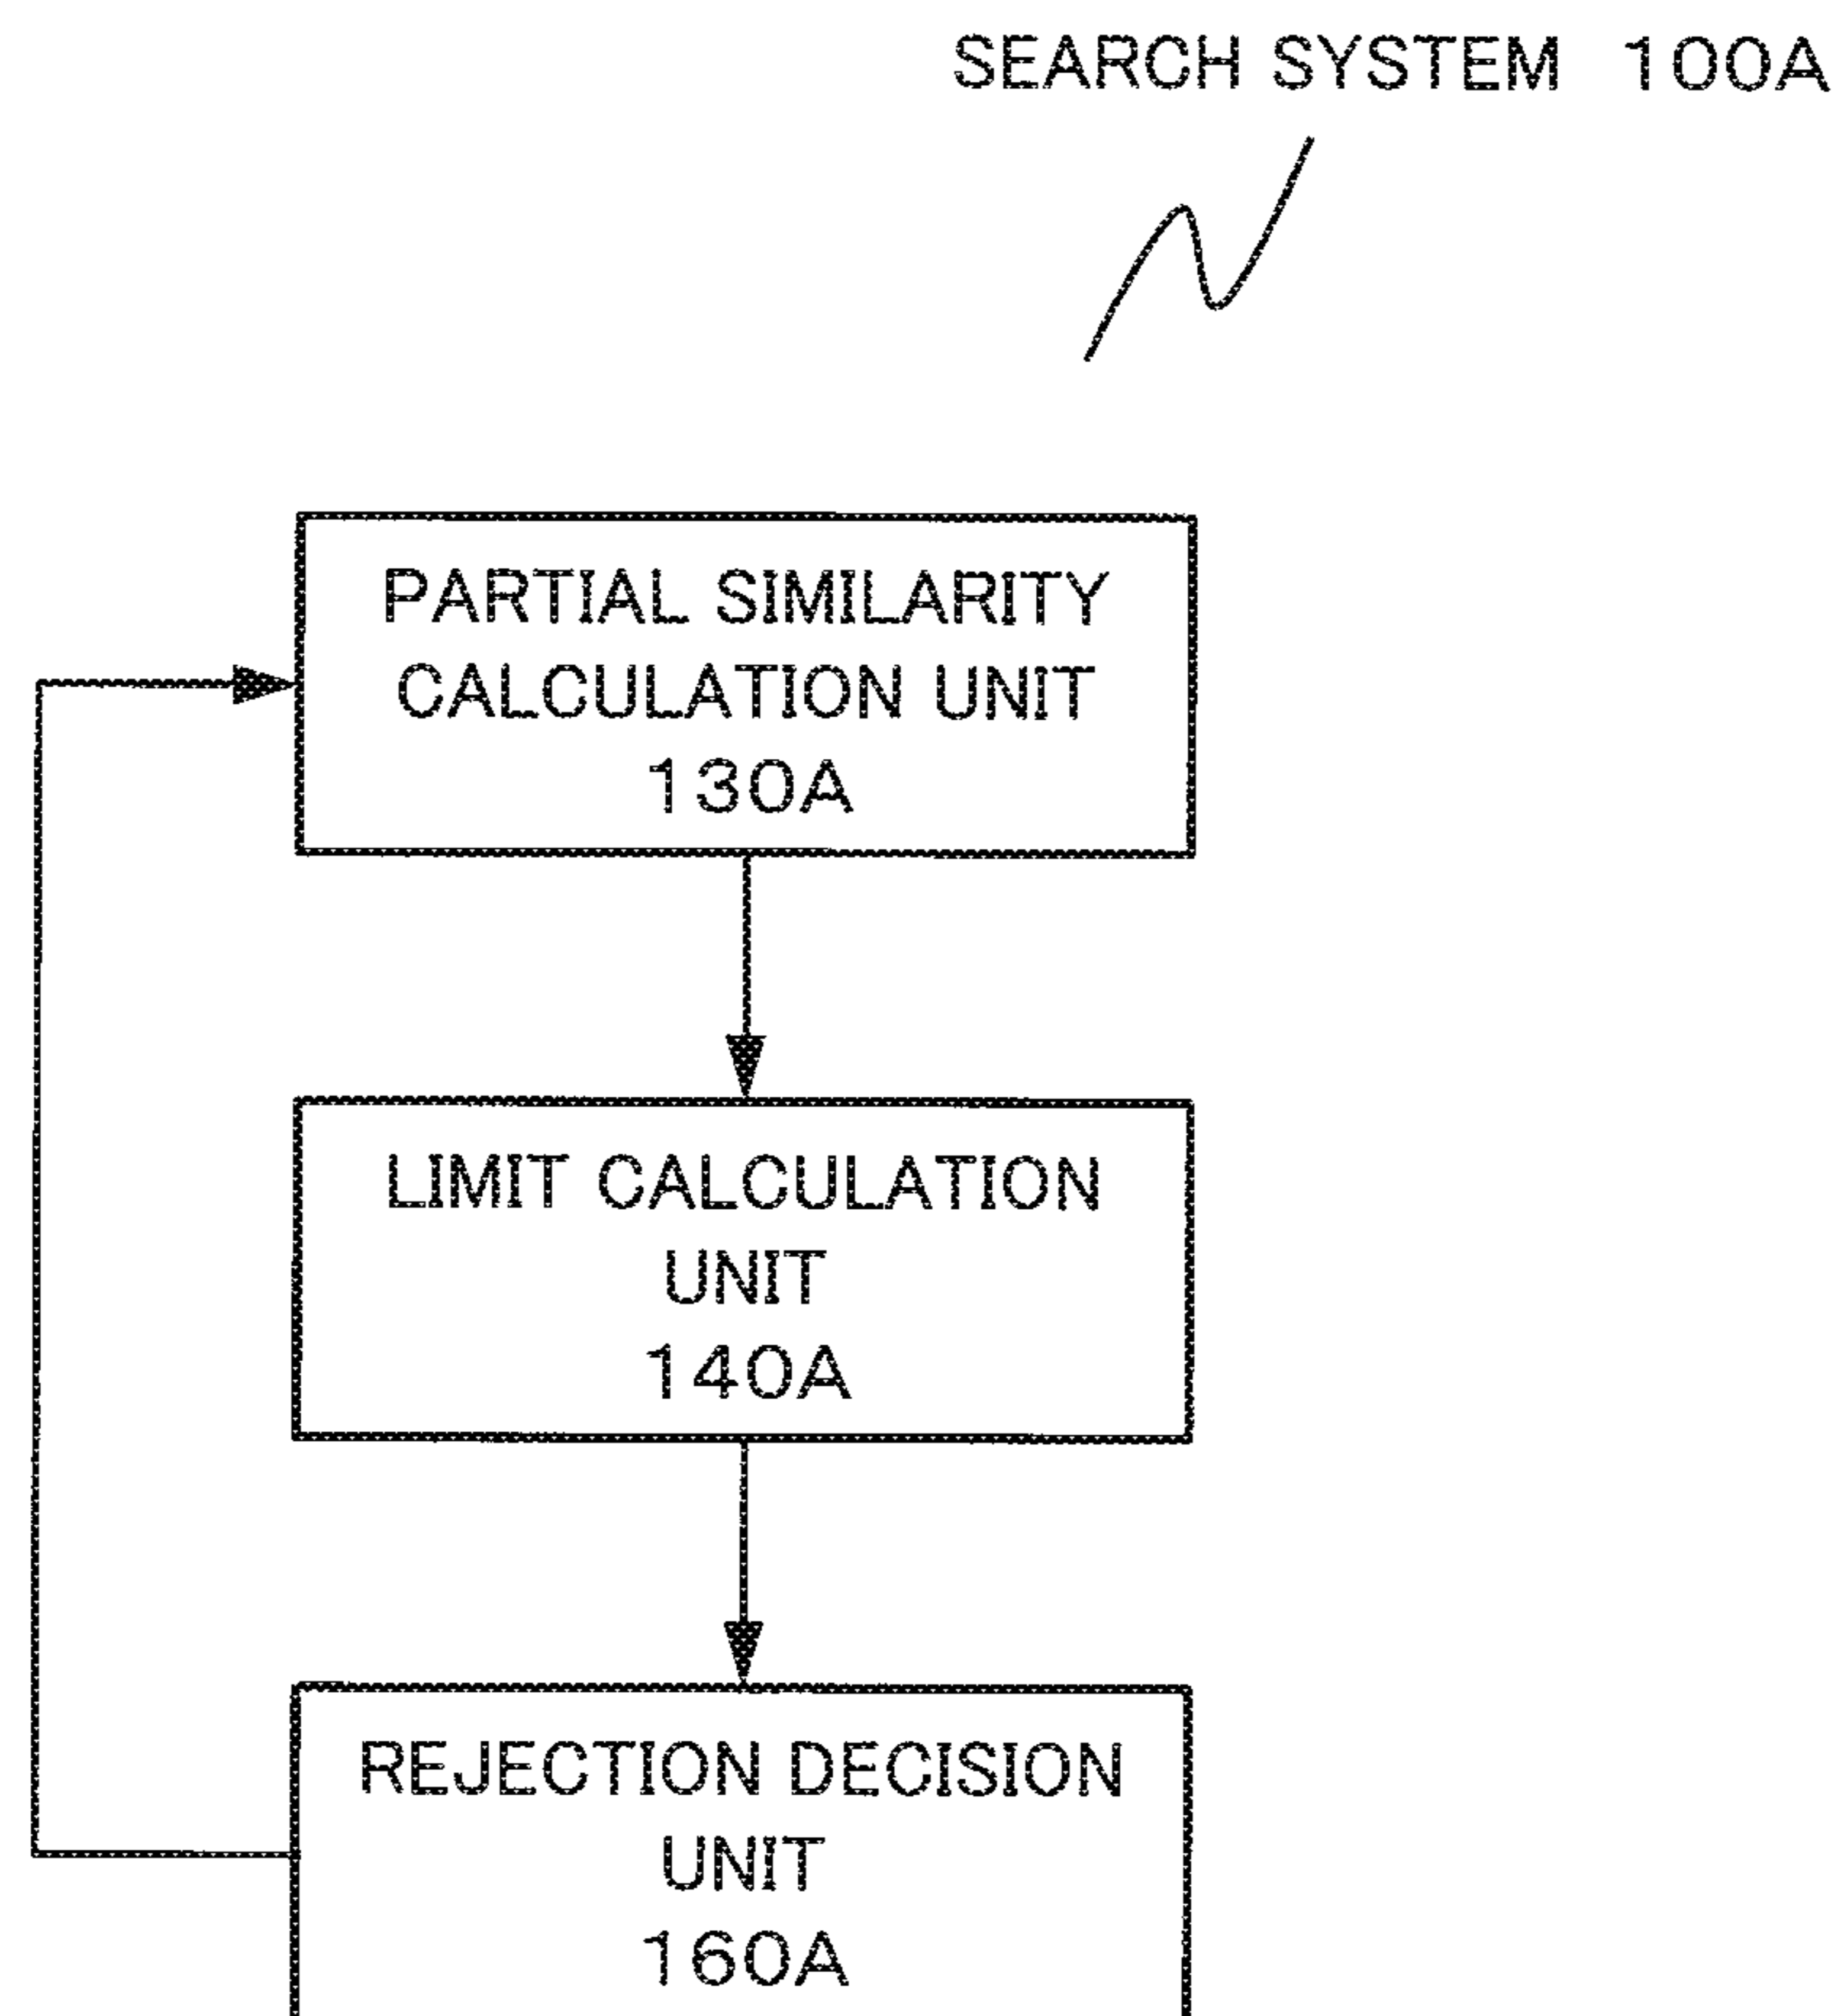 SEARCH SYSTEM 100A
PARTIAL SIMILARITY
CALCULATION UNIT
130A
LIMIT CALCULATION
UNIT
140A
REJECTION DECISION
UNIT
160A